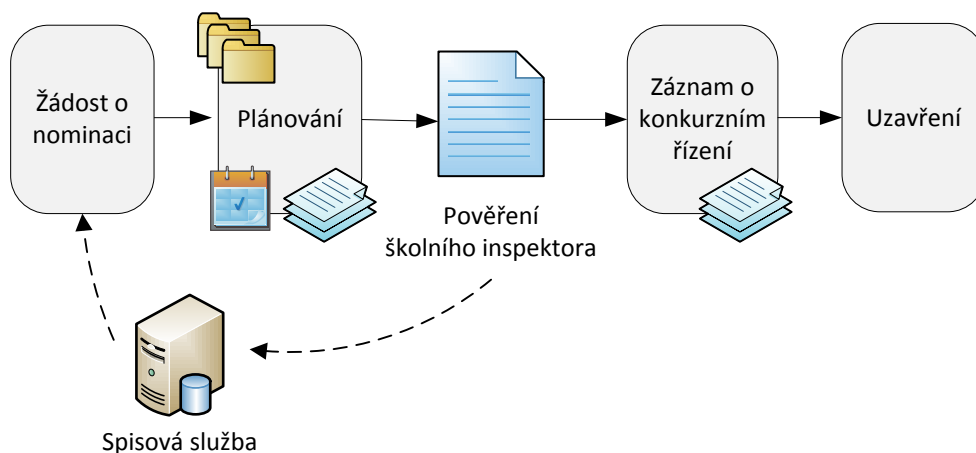 Žádost o
nominaci
Plánování
Pověření
školního inspektora
Záznam o
konkurzním
řízení
Uzavření
Spisová služba